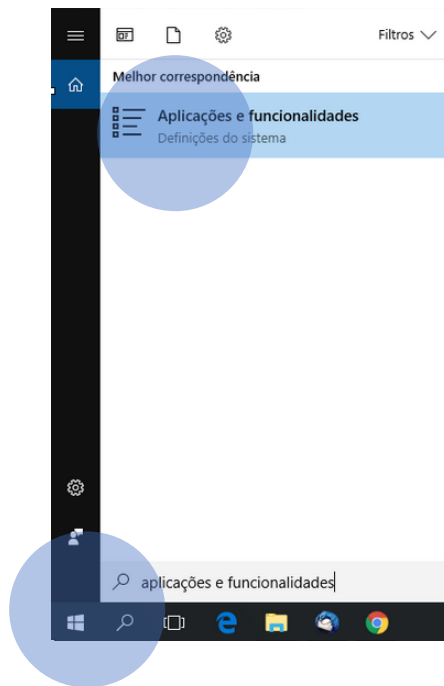 Filtros
Melhor correspondência
Aplicações e funcionalidades
Definições do sistema
aplicações e funcionalidades